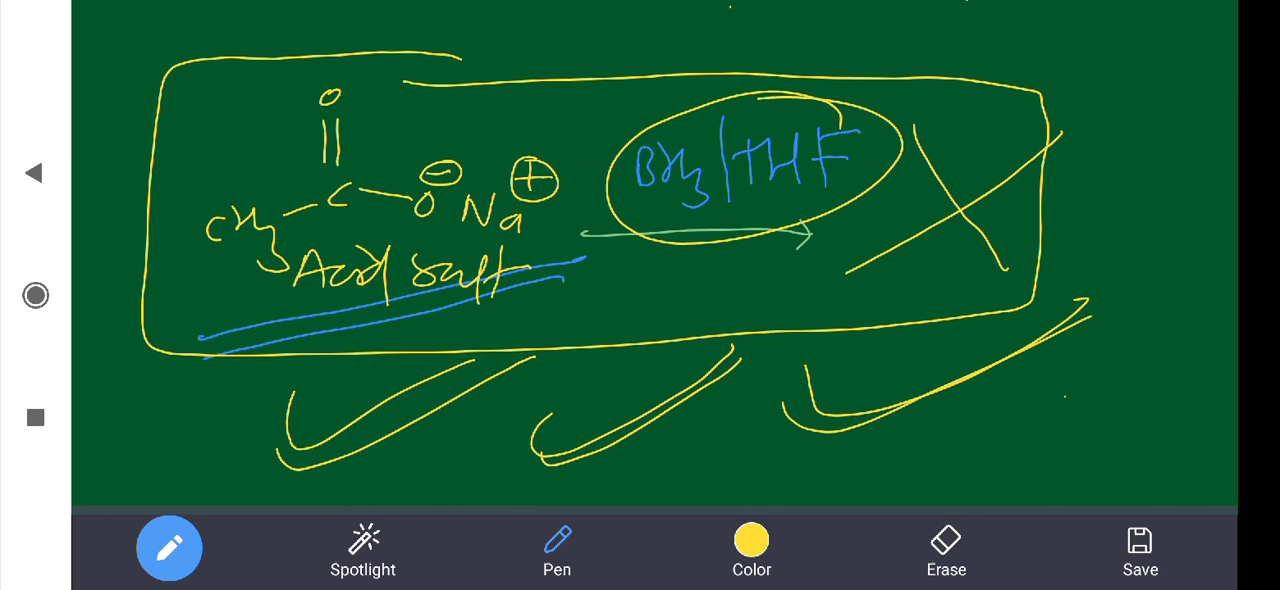 O
||
CH3-C-O⊖ Na⊕
BH3/THF
Acid salt
Spotlight
Pen
Color
Erase
Save